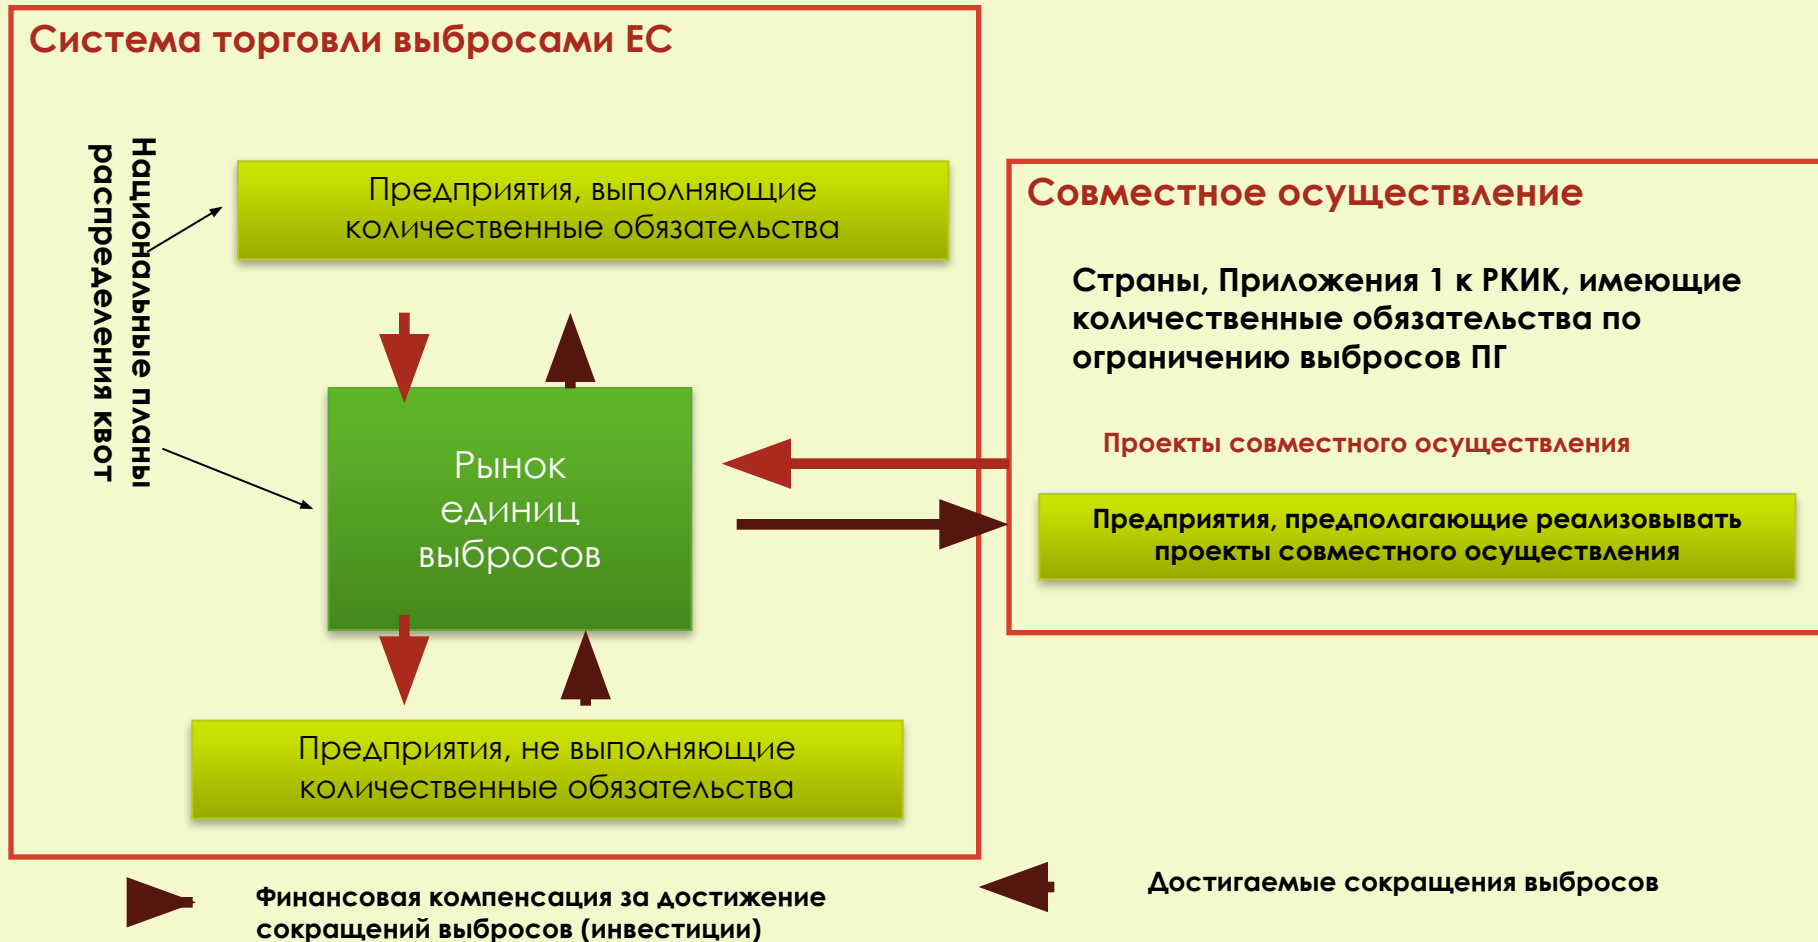 Система торговли выбросами ЕС
Национальные планы
распределения квот
Предприятия, выполняющие
количественные обязательства
Рынок
единиц
выбросов
Предприятия, не выполняющие
количественные обязательства
Совместное осуществление
Страны, Приложения 1 к РКИК, имеющие
количественные обязательства по
ограничению выбросов ПГ
Проекты совместного осуществления
Предприятия, предполагающие реализовывать
проекты совместного осуществления
Финансовая компенсация за достижение
сокращений выбросов (инвестиции)
Достигаемые сокращения выбросов